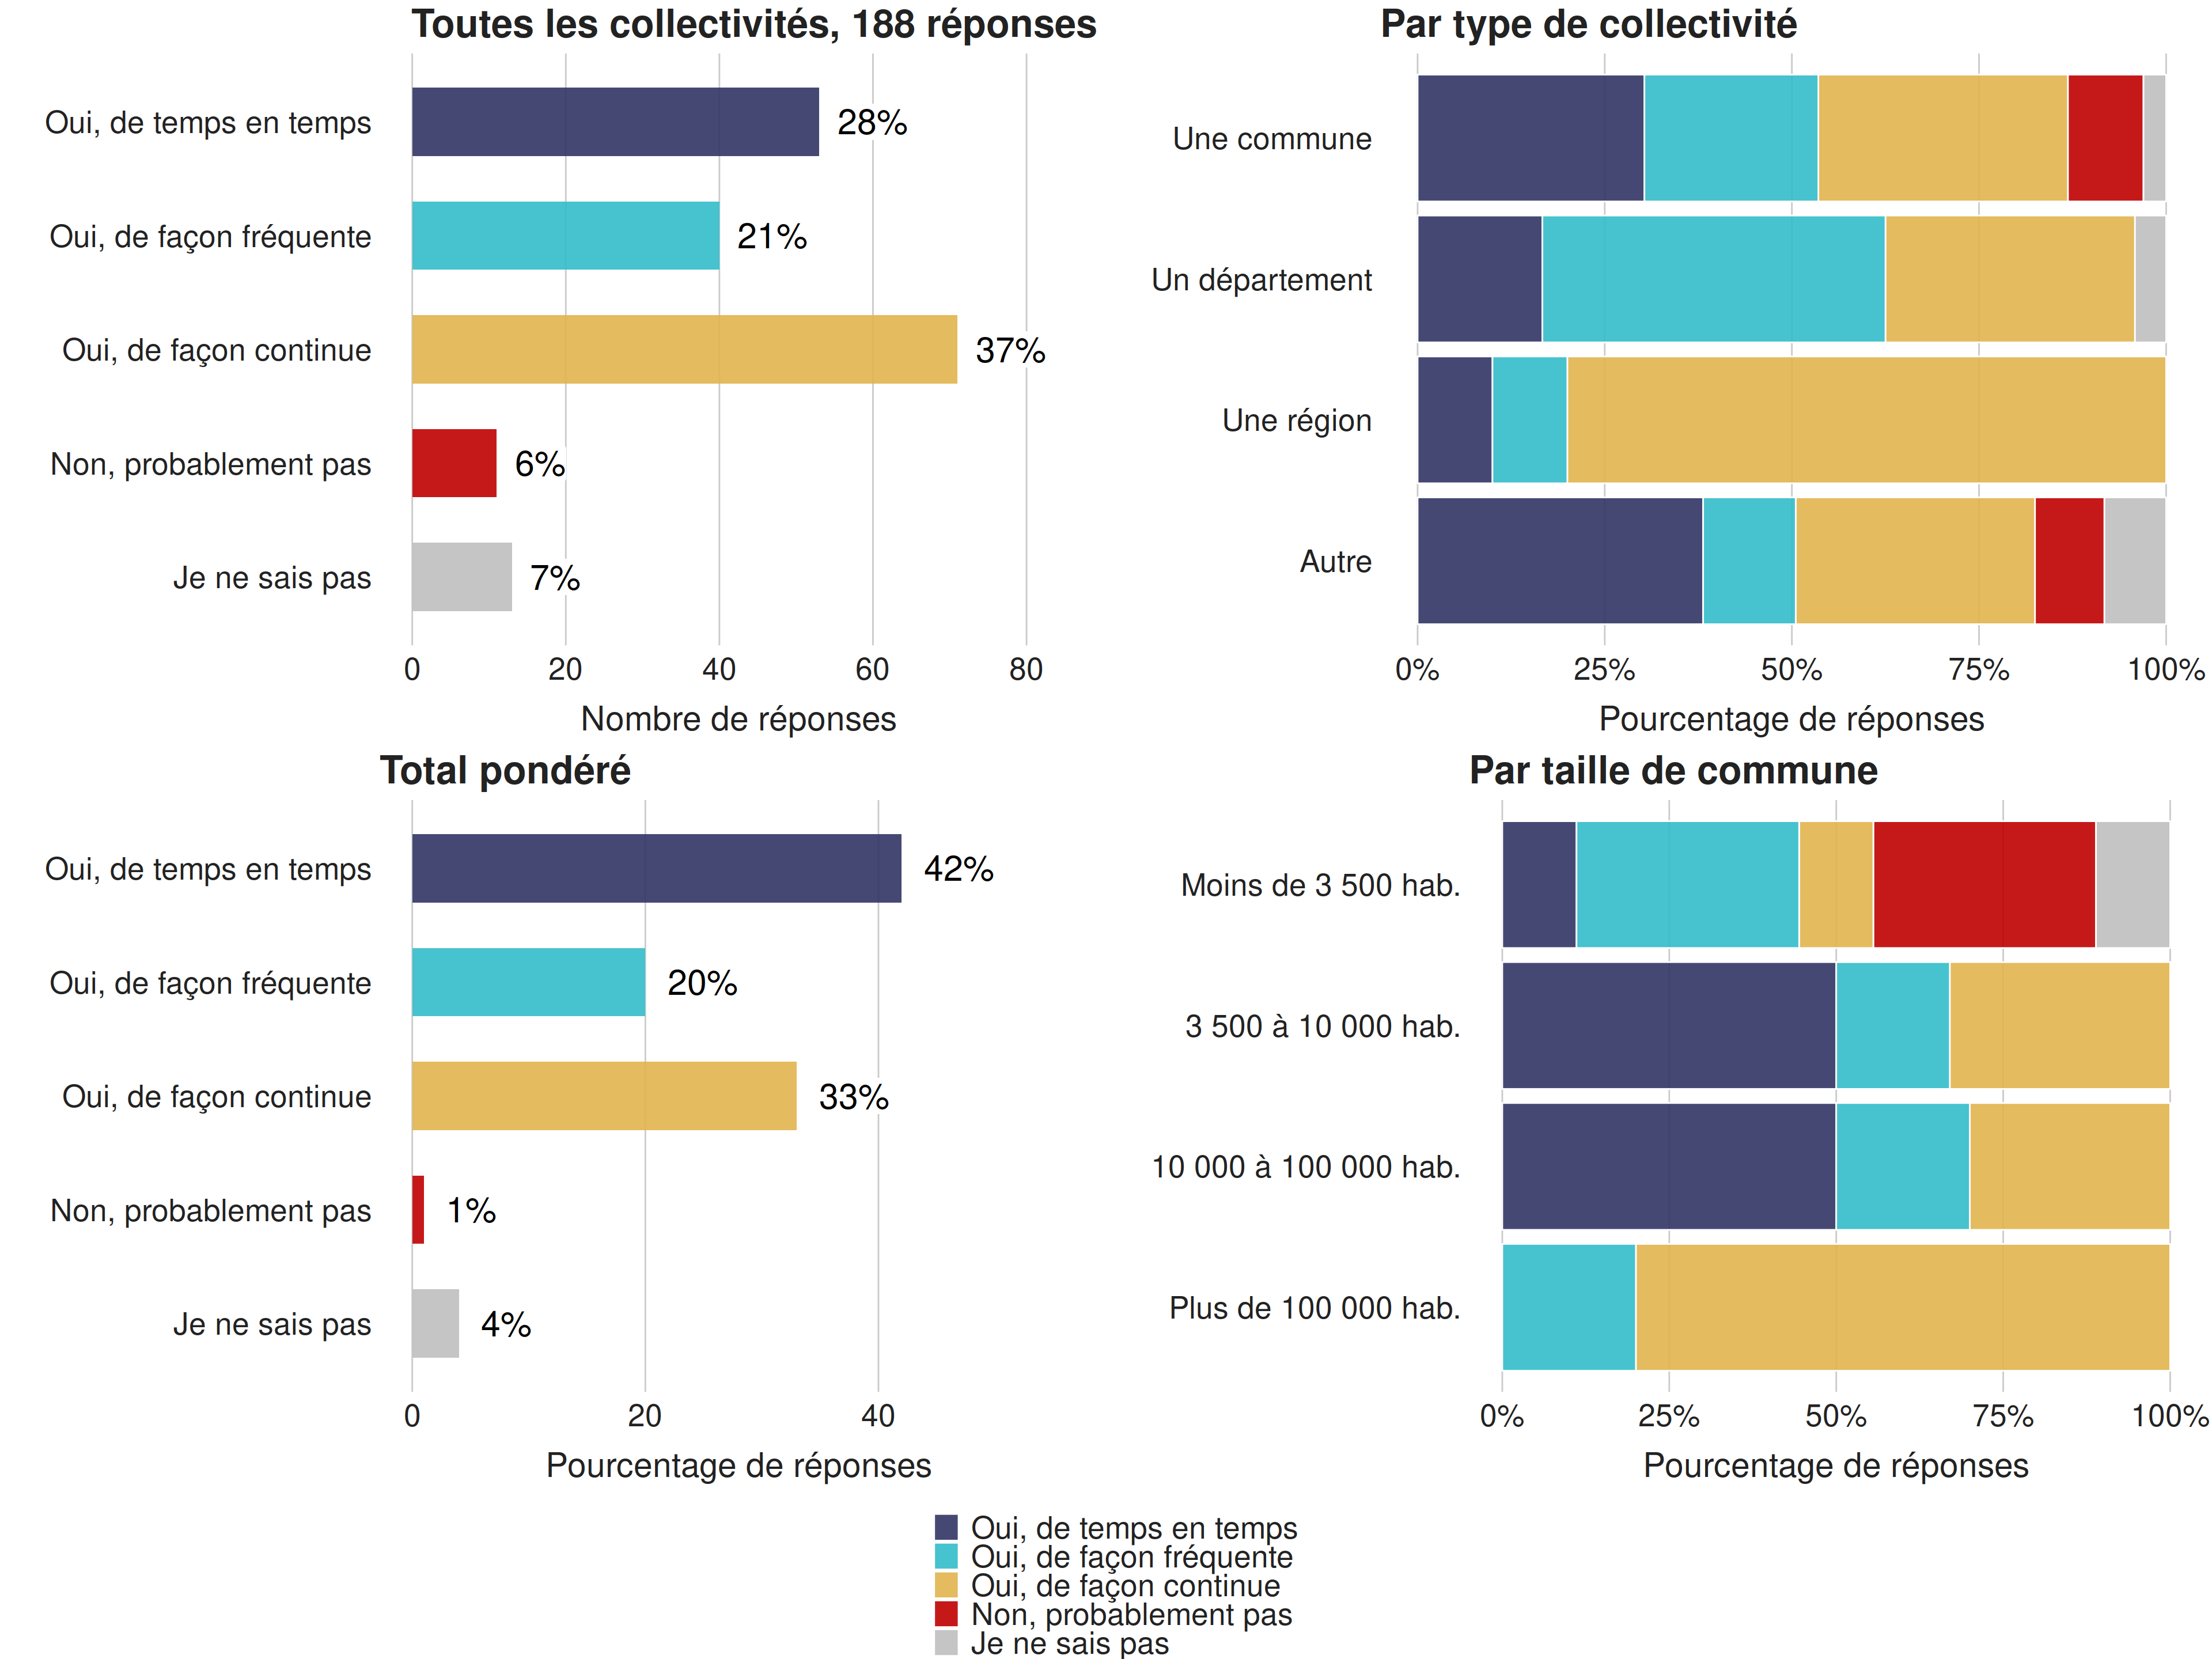 Toutes les collectivités, 188 réponses
Oui, de temps en temps
28%
Oui, de façon fréquente
21%
Oui, de façon continue
37%
Non, probablement pas
6%
Je ne sais pas
7%
0 20 40 60 80
Nombre de réponses
Par type de collectivité
Une commune
Un département
Une région
Autre
0% 25% 50% 75% 100%
Pourcentage de réponses
Total pondéré
Oui, de temps en temps
42%
Oui, de façon fréquente
20%
Oui, de façon continue
33%
Non, probablement pas
1%
Je ne sais pas
4%
0 20 40
Pourcentage de réponses
Par taille de commune
Moins de 3 500 hab.
3 500 à 10 000 hab.
10 000 à 100 000 hab.
Plus de 100 000 hab.
0% 25% 50% 75% 100%
Pourcentage de réponses
Oui, de temps en temps
Oui, de façon fréquente
Oui, de façon continue
Non, probablement pas
Je ne sais pas